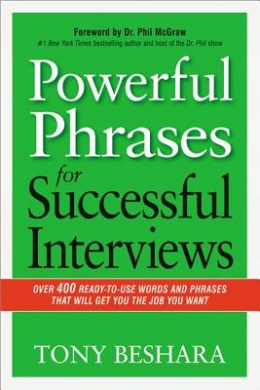 Foreword by Dr. Phil McGraw
#1 New York Times bestselling author and host of the Dr. Phil show
Powerful
Phrases
for
Successful
Interviews
OVER 400 READY-TO-USE WORDS AND PHRASES
THAT WILL GET YOU THE JOB YOU WANT
TONY BESHARA